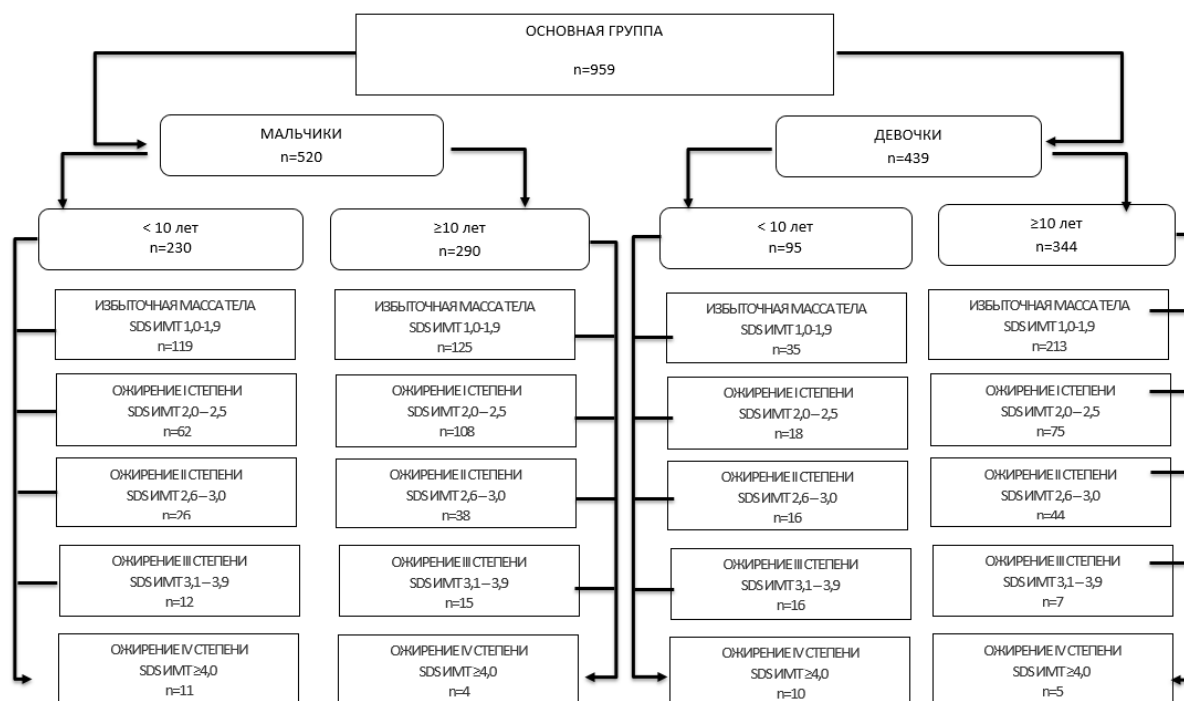 ОСНОВНАЯ ГРУППА
n=959
МАЛЬЧИКИ
n=520
ДЕВОЧКИ
n=439
< 10 лет
n=230
≥10 лет
n=290
< 10 лет
n=95
≥10 лет
n=344
ИЗБЫТОЧНАЯ МАССА ТЕЛА
SDS ИМТ 1,0-1,9
n=119
ОЖИРЕНИЕ I СТЕПЕНИ
SDS ИМТ 2,0 – 2,5
n=62
ОЖИРЕНИЕ II СТЕПЕНИ
SDS ИМТ 2,6 – 3,0
n=26
ОЖИРЕНИЕ III СТЕПЕНИ
SDS ИМТ 3,1 – 3,9
n=12
ОЖИРЕНИЕ IV СТЕПЕНИ
SDS ИМТ ≥4,0
n=11
ИЗБЫТОЧНАЯ МАССА ТЕЛА
SDS ИМТ 1,0-1,9
n=125
ОЖИРЕНИЕ I СТЕПЕНИ
SDS ИМТ 2,0 – 2,5
n=108
ОЖИРЕНИЕ II СТЕПЕНИ
SDS ИМТ 2,6 – 3,0
n=38
ОЖИРЕНИЕ III СТЕПЕНИ
SDS ИМТ 3,1 – 3,9
n=15
ОЖИРЕНИЕ IV СТЕПЕНИ
SDS ИМТ ≥4,0
n=4
ИЗБЫТОЧНАЯ МАССА ТЕЛА
SDS ИМТ 1,0-1,9
n=35
ОЖИРЕНИЕ I СТЕПЕНИ
SDS ИМТ 2,0 – 2,5
n=18
ОЖИРЕНИЕ II СТЕПЕНИ
SDS ИМТ 2,6 – 3,0
n=16
ОЖИРЕНИЕ III СТЕПЕНИ
SDS ИМТ 3,1 – 3,9
n=16
ОЖИРЕНИЕ IV СТЕПЕНИ
SDS ИМТ ≥4,0
n=10
ИЗБЫТОЧНАЯ МАССА ТЕЛА
SDS ИМТ 1,0-1,9
n=213
ОЖИРЕНИЕ I СТЕПЕНИ
SDS ИМТ 2,0 – 2,5
n=75
ОЖИРЕНИЕ II СТЕПЕНИ
SDS ИМТ 2,6 – 3,0
n=44
ОЖИРЕНИЕ III СТЕПЕНИ
SDS ИМТ 3,1 – 3,9
n=7
ОЖИРЕНИЕ IV СТЕПЕНИ
SDS ИМТ ≥4,0
n=5